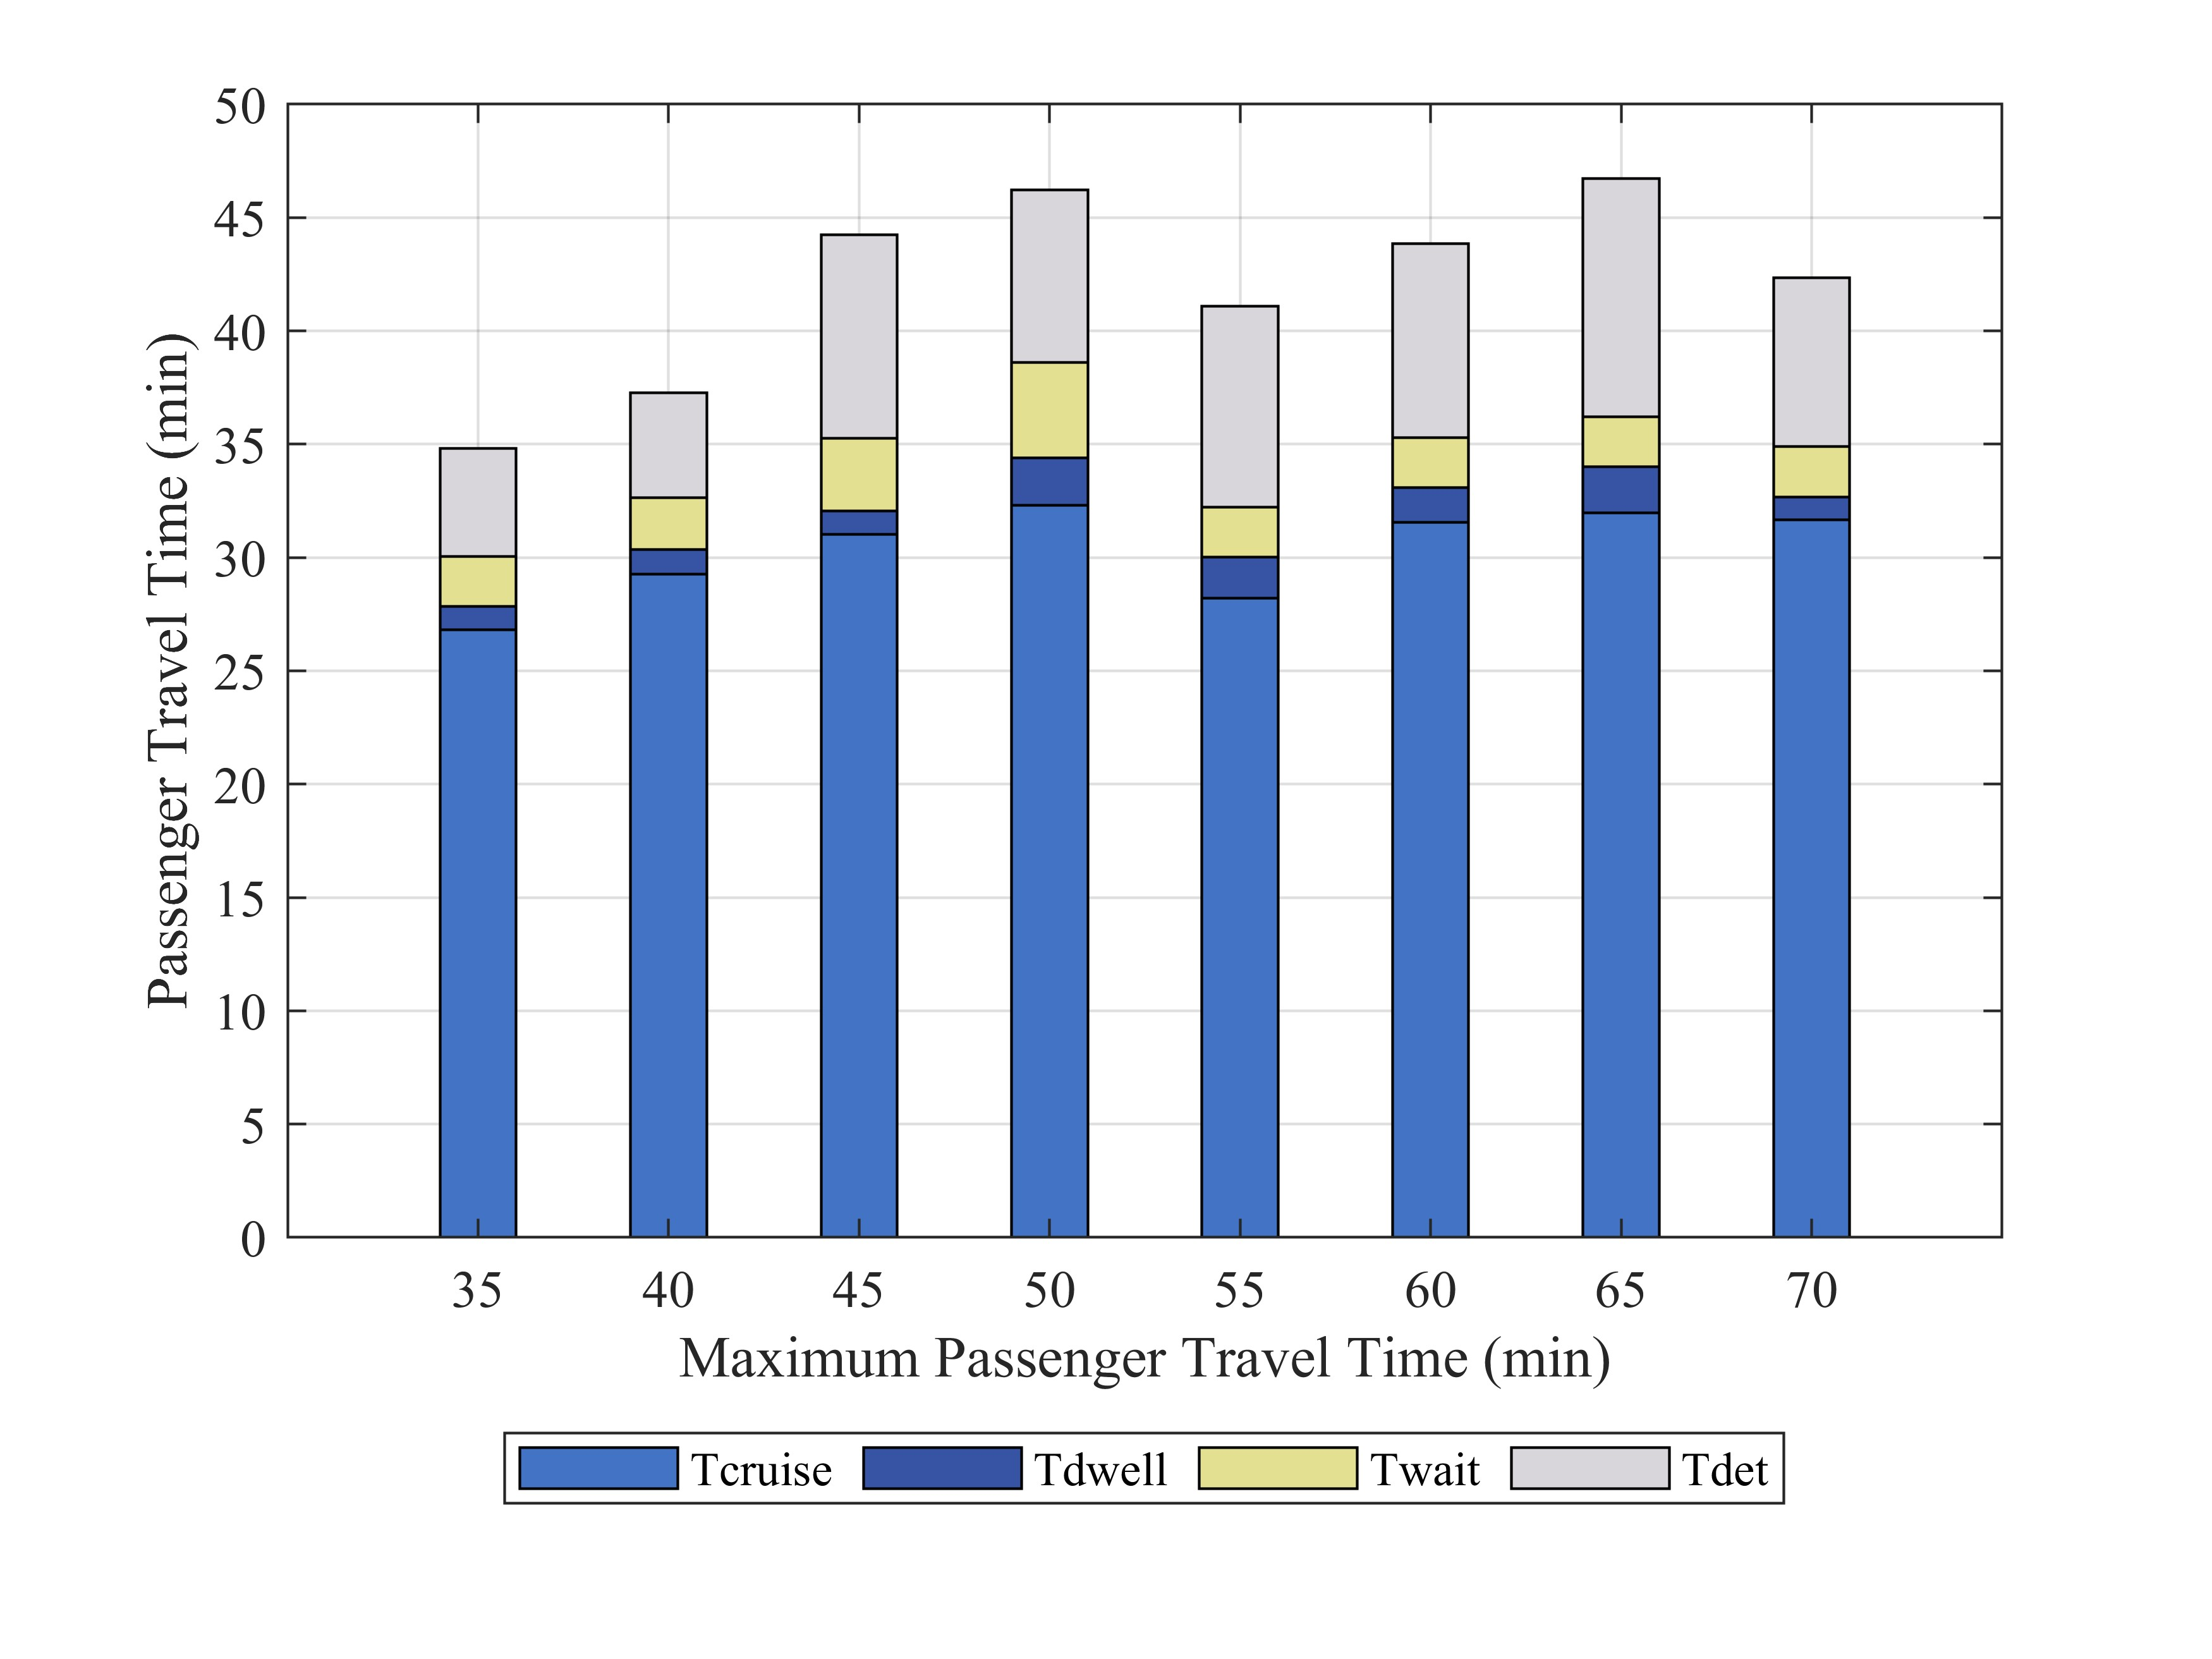 50
45
40
35
30
25
20
15
10
5
0
Passenger Travel Time (min)
35 40 45 50 55 60 65 70
Maximum Passenger Travel Time (min)
Tcruise Tdwell Twait Tdet